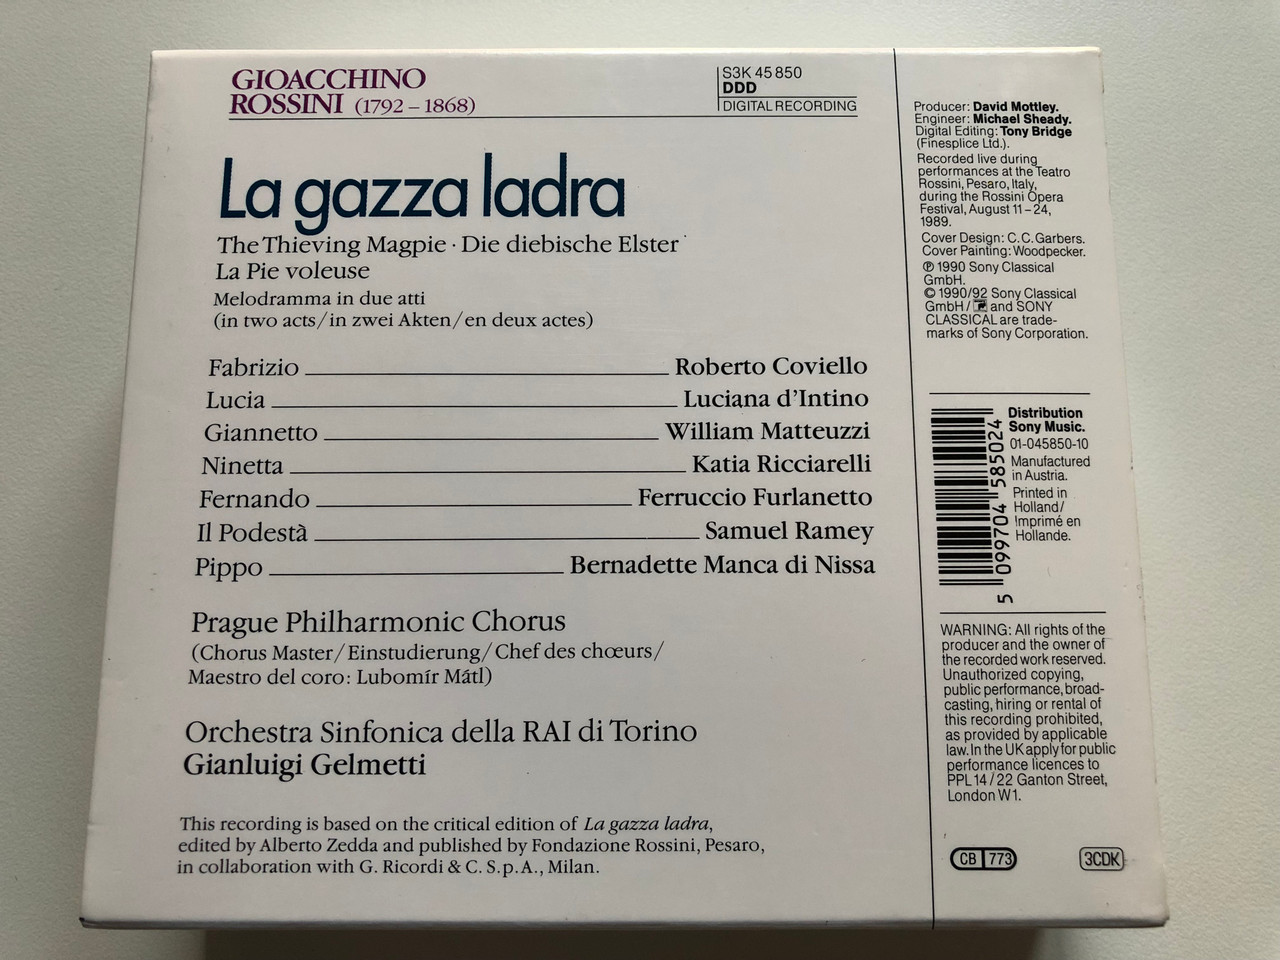 GIOACCHINO
ROSSINI (1792 – 1868)
S3K 45 850
DDD
DIGITAL RECORDING
La gazza ladra
The Thieving Magpie · Die diebische Elster ·
La Pie voleuse
Melodramma in due atti
(in two acts/in zwei Akten/en deux actes)
Fabrizio Roberto Coviello
Lucia Luciana d'Intino
Giannetto William Matteuzzi
Ninetta Katia Ricciarelli
Fernando Ferruccio Furlanetto
Il Podestà Samuel Ramey
Pippo Bernadette Manca di Nissa
Prague Philharmonic Chorus
(Chorus Master/Einstudierung/Chef des chœurs/
Maestro del coro: Lubomír Mátl)
Orchestra Sinfonica della RAI di Torino
Gianluigi Gelmetti
This recording is based on the critical edition of La gazza ladra,
edited by Alberto Zedda and published by Fondazione Rossini, Pesaro,
in collaboration with G. Ricordi & C. S.p.A., Milan.
Producer: David Mottley.
Engineer: Michael Sheady.
Digital Editing: Tony Bridge
(Finesplice Ltd.).
Recorded live during
performances at the Teatro
Rossini, Pesaro, Italy,
during the Rossini Opera
Festival, August 11 – 24,
1989.
Cover Design: C.C. Garbers.
Cover Painting: Woodpecker.
℗ 1990 Sony Classical
GmbH.
© 1990/92 Sony Classical
GmbH/ and SONY
CLASSICAL are trade-
marks of Sony Corporation.
5 099704 585024
Distribution
Sony Music.
01-045850-10
Manufactured
in Austria.
Printed in
Holland/
Imprimé en
Hollande.
WARNING: All rights of the
producer and the owner of
the recorded work reserved.
Unauthorized copying,
public performance, broad-
casting, hiring or rental of
this recording prohibited,
as provided by applicable
law. In the UK apply for public
performance licences to
PPL 14/22 Ganton Street,
London W1.
CB 773
3CDK